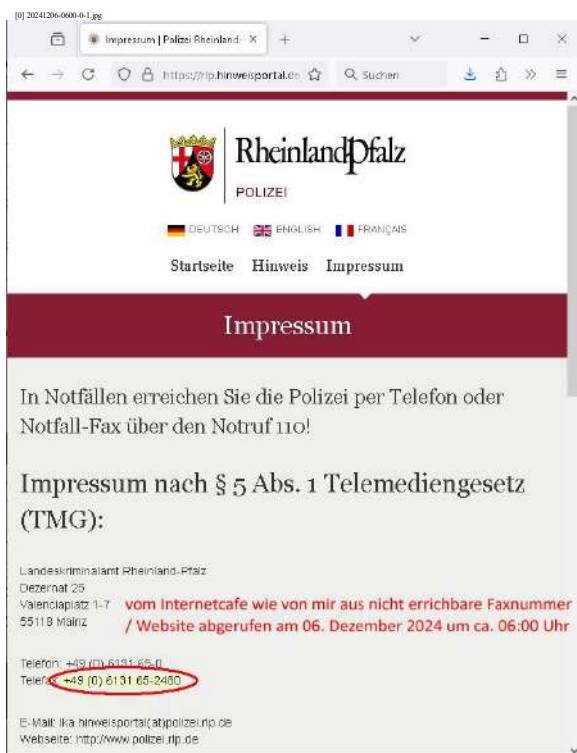 [0] 20241206-0600-0-1.jpg
Impressum | Polizei Rheinland-
https://rlp.hinweisportal.de
Suchen
RheinlandPfalz
POLIZEI
DEUTSCH ENGLISH FRANÇAIS
Startseite Hinweis Impressum
Impressum
In Notfällen erreichen Sie die Polizei per Telefon oder
Notfall-Fax über den Notruf 110!
Impressum nach § 5 Abs. 1 Telemediengesetz
(TMG):
Landeskriminalamt Rheinland-Pfalz
Dezernat 25
Valenciaplatz 1-7
55118 Mainz
vom Internetcafe wie von mir aus nicht errichbare Faxnummer
/ Website abgerufen am 06. Dezember 2024 um ca. 06:00 Uhr
Telefon: +49 (0) 6131 65-0
Telefax: +49 (0) 6131 65-2480
E-Mail: lka.hinweisportal(at)polizei.rlp.de
Webseite: http://www.polizei.rlp.de